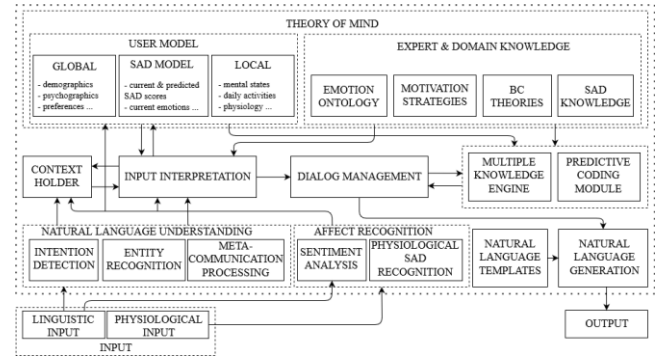 THEORY OF MIND
USER MODEL
GLOBAL
- demographics
- psychographics
- preferences ...
SAD MODEL
- current & predicted
SAD scores
- current emotions ...
LOCAL
- mental states
- daily activities
- physiology ...
EXPERT & DOMAIN KNOWLEDGE
EMOTION
ONTOLOGY
MOTIVATION
STRATEGIES
BC
THEORIES
SAD
KNOWLEDGE
CONTEXT
HOLDER
INPUT INTERPRETATION
DIALOG MANAGEMENT
MULTIPLE
KNOWLEDGE
ENGINE
PREDICTIVE
CODING
MODULE
NATURAL LANGUAGE UNDERSTANDING
INTENTION
DETECTION
ENTITY
RECOGNITION
META-
COMMUNICATION
PROCESSING
AFFECT RECOGNITION
SENTIMENT
ANALYSIS
PHYSIOLOGICAL
SAD
RECOGNITION
NATURAL
LANGUAGE
TEMPLATES
NATURAL
LANGUAGE
GENERATION
LINGUISTIC
INPUT
PHYSIOLOGICAL
INPUT
INPUT
OUTPUT